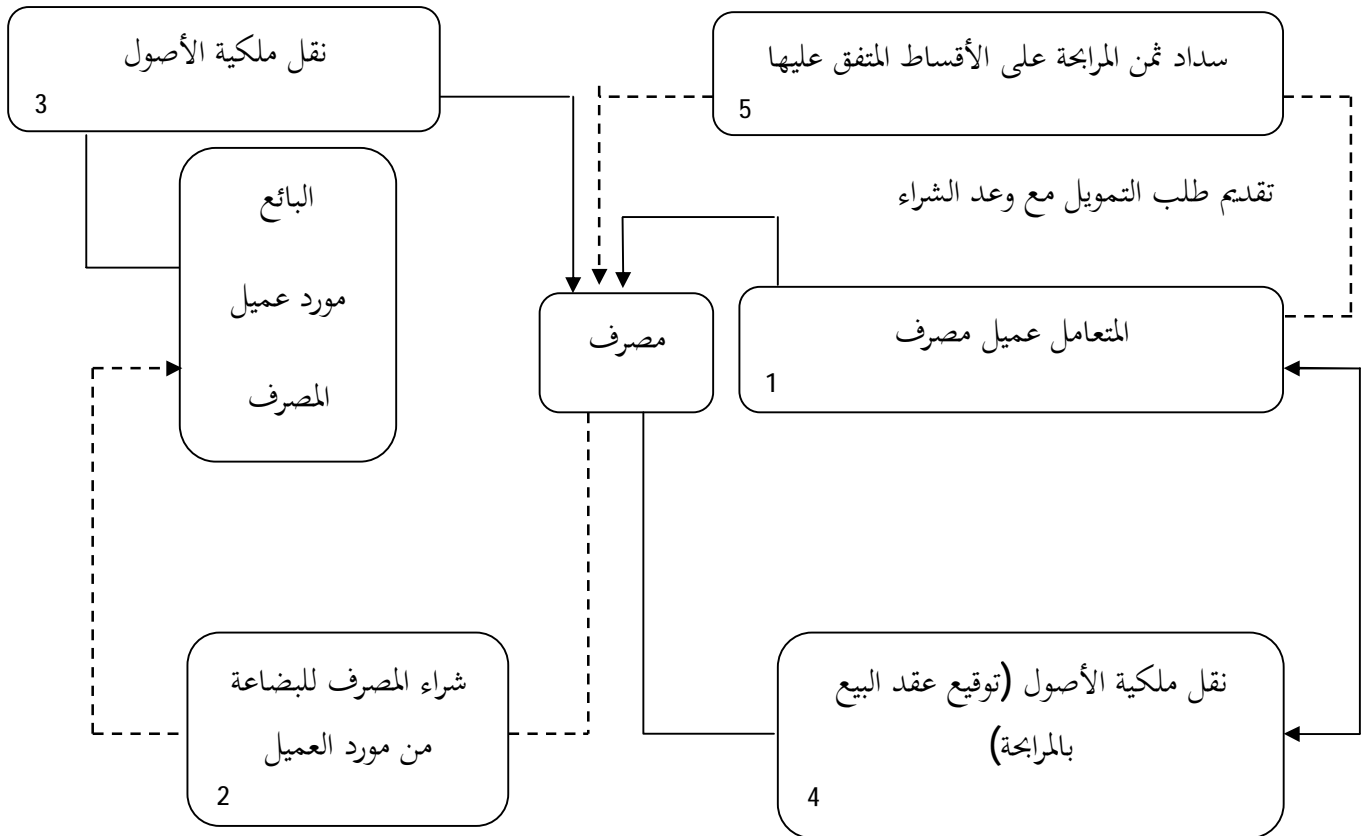 نقل ملكية الأصول
3
سداد ثمن المرابحة على الأقساط المتفق عليها
5
البائع
مورد عميل
المصرف
تقديم طلب التمويل مع وعد الشراء
مصرف
المتعامل عميل مصرف
1
شراء المصرف للبضاعة
من مورد العميل
2
نقل ملكية الأصول (توقيع عقد البيع
بالمرابحة)
4